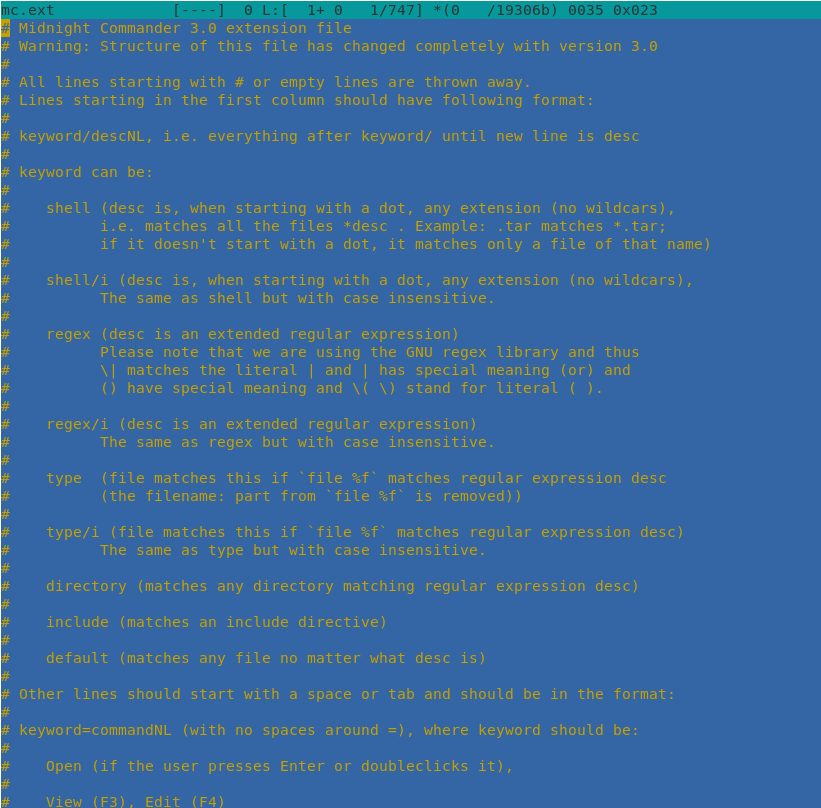 mc.ext             [----]  0 L:[  1+ 0   1/747] *(0   /19306b) 0035 0x023
# Midnight Commander 3.0 extension file
# Warning: Structure of this file has changed completely with version 3.0
#
# All lines starting with # or empty lines are thrown away.
# Lines starting in the first column should have following format:
#
# keyword/descNL, i.e. everything after keyword/ until new line is desc
#
# keyword can be:
#
#    shell (desc is, when starting with a dot, any extension (no wildcars),
#          i.e. matches all the files *desc . Example: .tar matches *.tar;
#          if it doesn't start with a dot, it matches only a file of that name)
#
#    shell/i (desc is, when starting with a dot, any extension (no wildcars),
#          The same as shell but with case insensitive.
#
#    regex (desc is an extended regular expression)
#          Please note that we are using the GNU regex library and thus
#          \| matches the literal | and | has special meaning (or) and
#          () have special meaning and \( \) stand for literal ( ).
#
#    regex/i (desc is an extended regular expression)
#          The same as regex but with case insensitive.
#
#    type  (file matches this if `file %f` matches regular expression desc
#          (the filename: part from `file %f` is removed))
#
#    type/i (file matches this if `file %f` matches regular expression desc)
#          The same as type but with case insensitive.
#
#    directory (matches any directory matching regular expression desc)
#
#    include (matches an include directive)
#
#    default (matches any file no matter what desc is)
#
# Other lines should start with a space or tab and should be in the format:
#
# keyword=commandNL (with no spaces around =), where keyword should be:
#
#    Open (if the user presses Enter or doubleclicks it),
#
#    View (F3), Edit (F4)